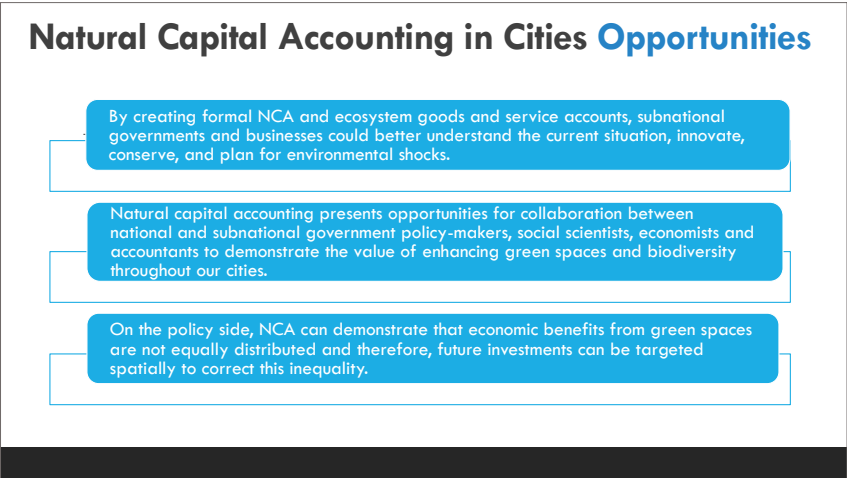 Natural Capital Accounting in Cities Opportunities
By creating formal NCA and ecosystem goods and service accounts, subnational
governments and businesses could better understand the current situation, innovate,
conserve, and plan for environmental shocks.
Natural capital accounting presents opportunities for collaboration between
national and subnational government policy-makers, social scientists, economists and
accountants to demonstrate the value of enhancing green spaces and biodiversity
throughout our cities.
On the policy side, NCA can demonstrate that economic benefits from green spaces
are not equally distributed and therefore, future investments can be targeted
spatially to correct this inequality.